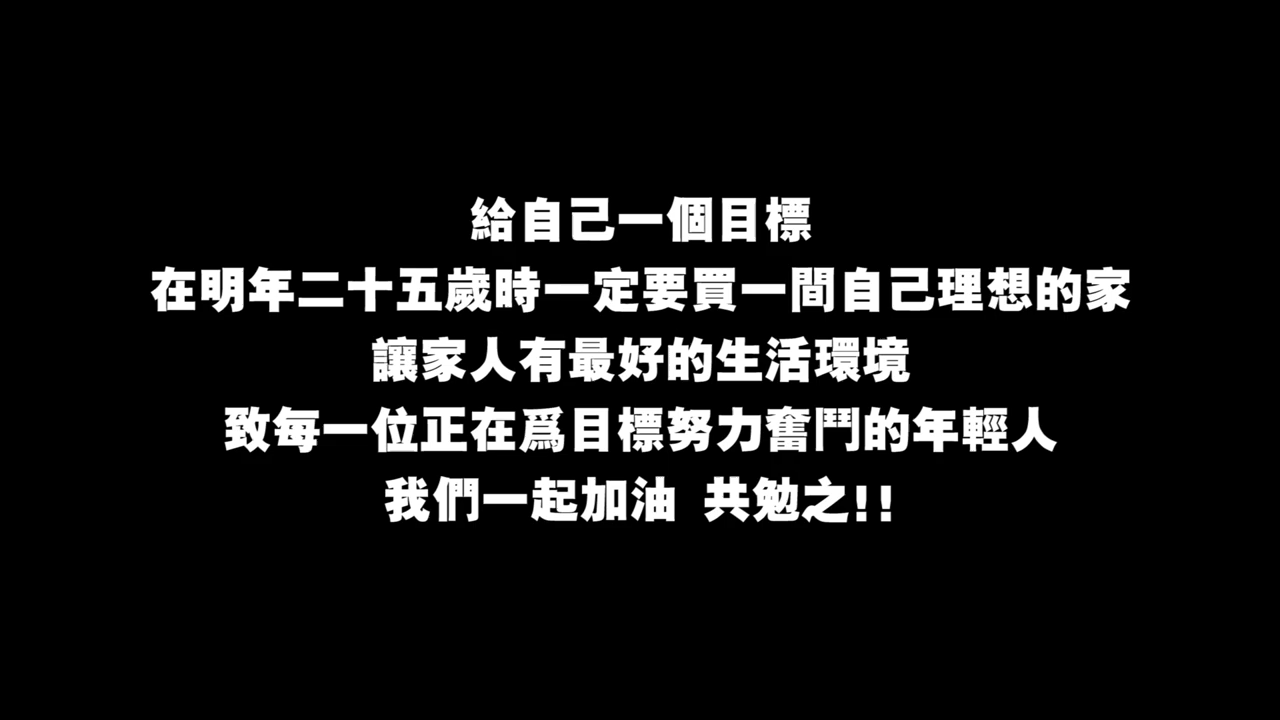 給自己一個目標
在明年二十五歲時一定要買一間自己理想的家
讓家人有最好的生活環境
致每一位正在爲目標努力奮鬥的年輕人
我們一起加油 共勉之!!